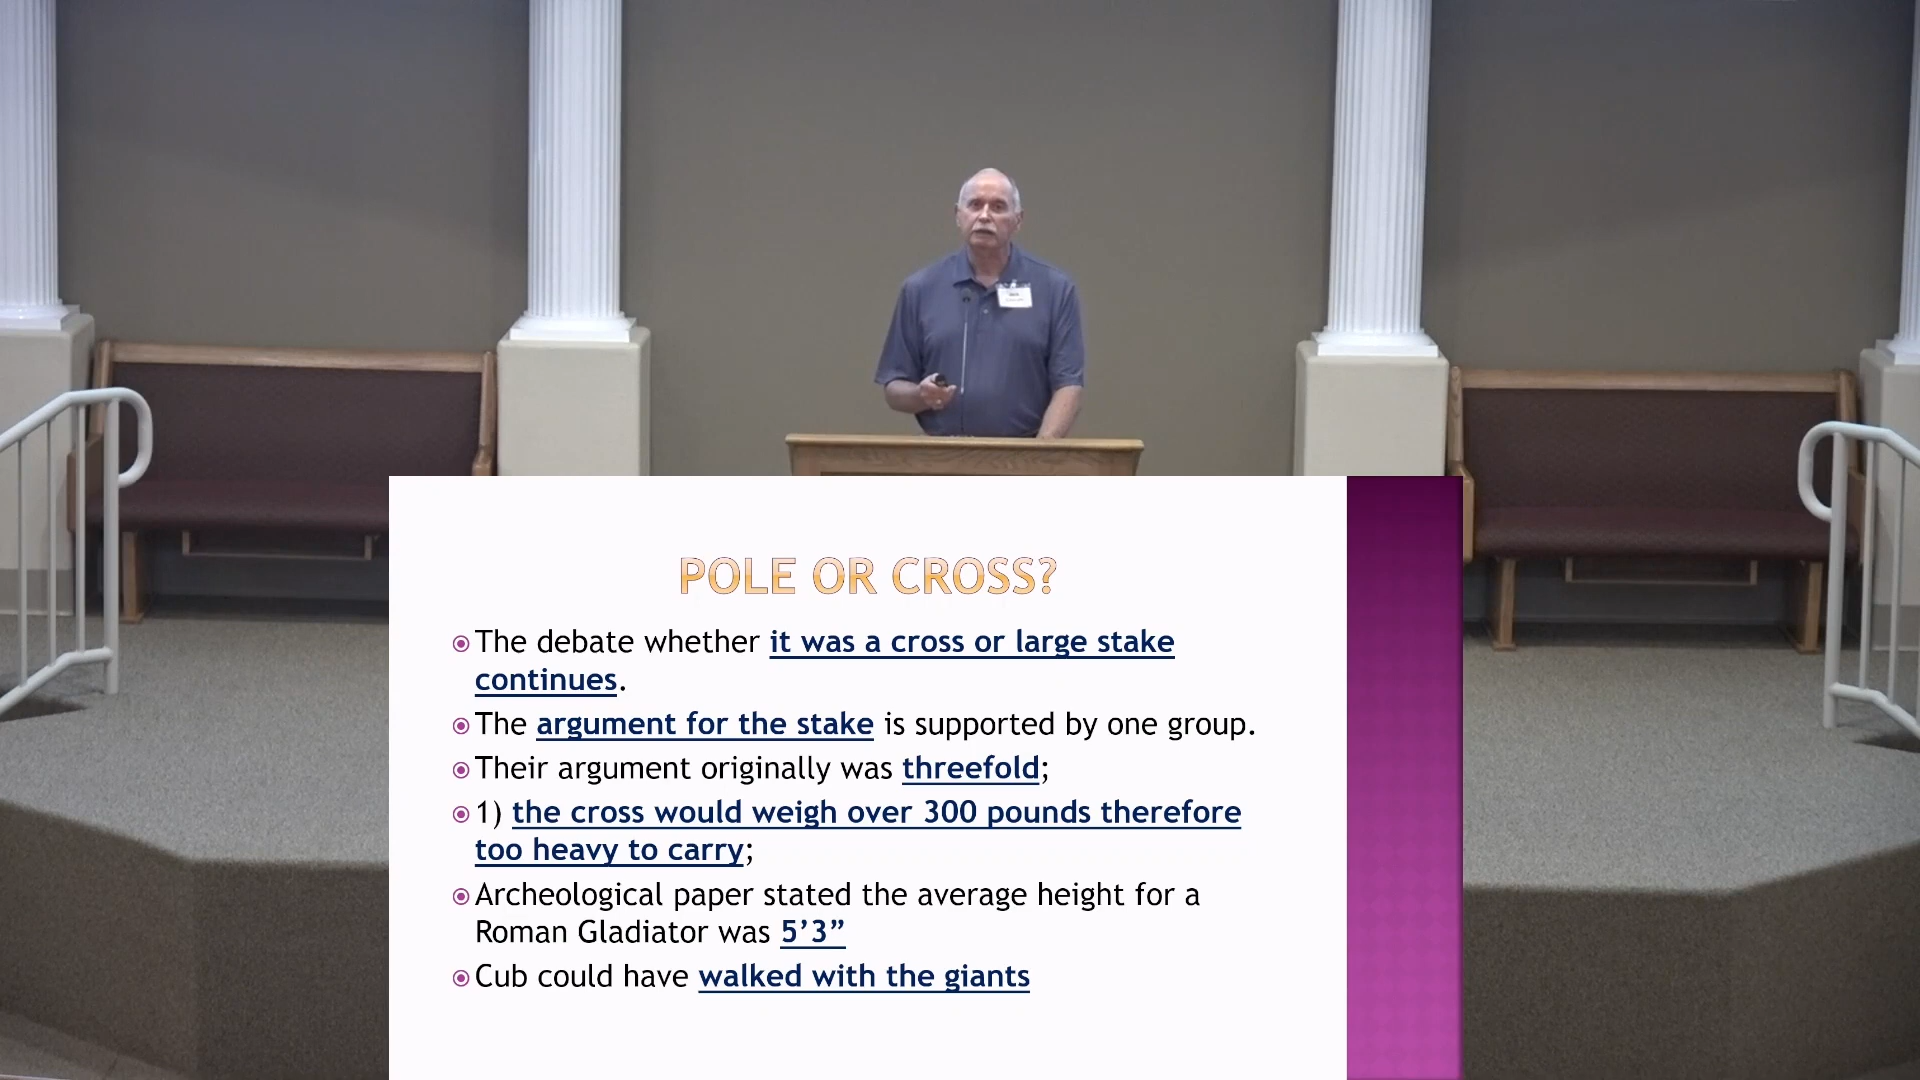 POLE OR CROSS?
The debate whether it was a cross or large stake
continues.
The argument for the stake is supported by one group.
Their argument originally was threefold;
1) the cross would weigh over 300 pounds therefore
too heavy to carry;
Archeological paper stated the average height for a
Roman Gladiator was 5’3”
Cub could have walked with the giants